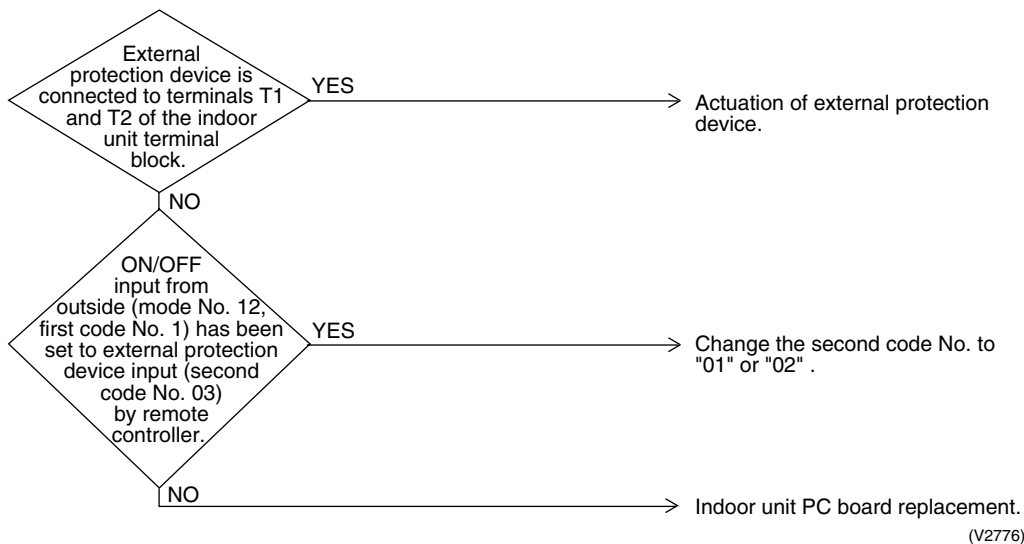 External
protection device is
connected to terminals T1
and T2 of the indoor
unit terminal
block.
YES
Actuation of external protection
device.
NO
ON/OFF
input from
outside (mode No. 12,
first code No. 1) has been
set to external protection
device input (second
code No. 03)
by remote
controller.
YES
Change the second code No. to
"01" or "02" .
NO
Indoor unit PC board replacement.
(V2776)